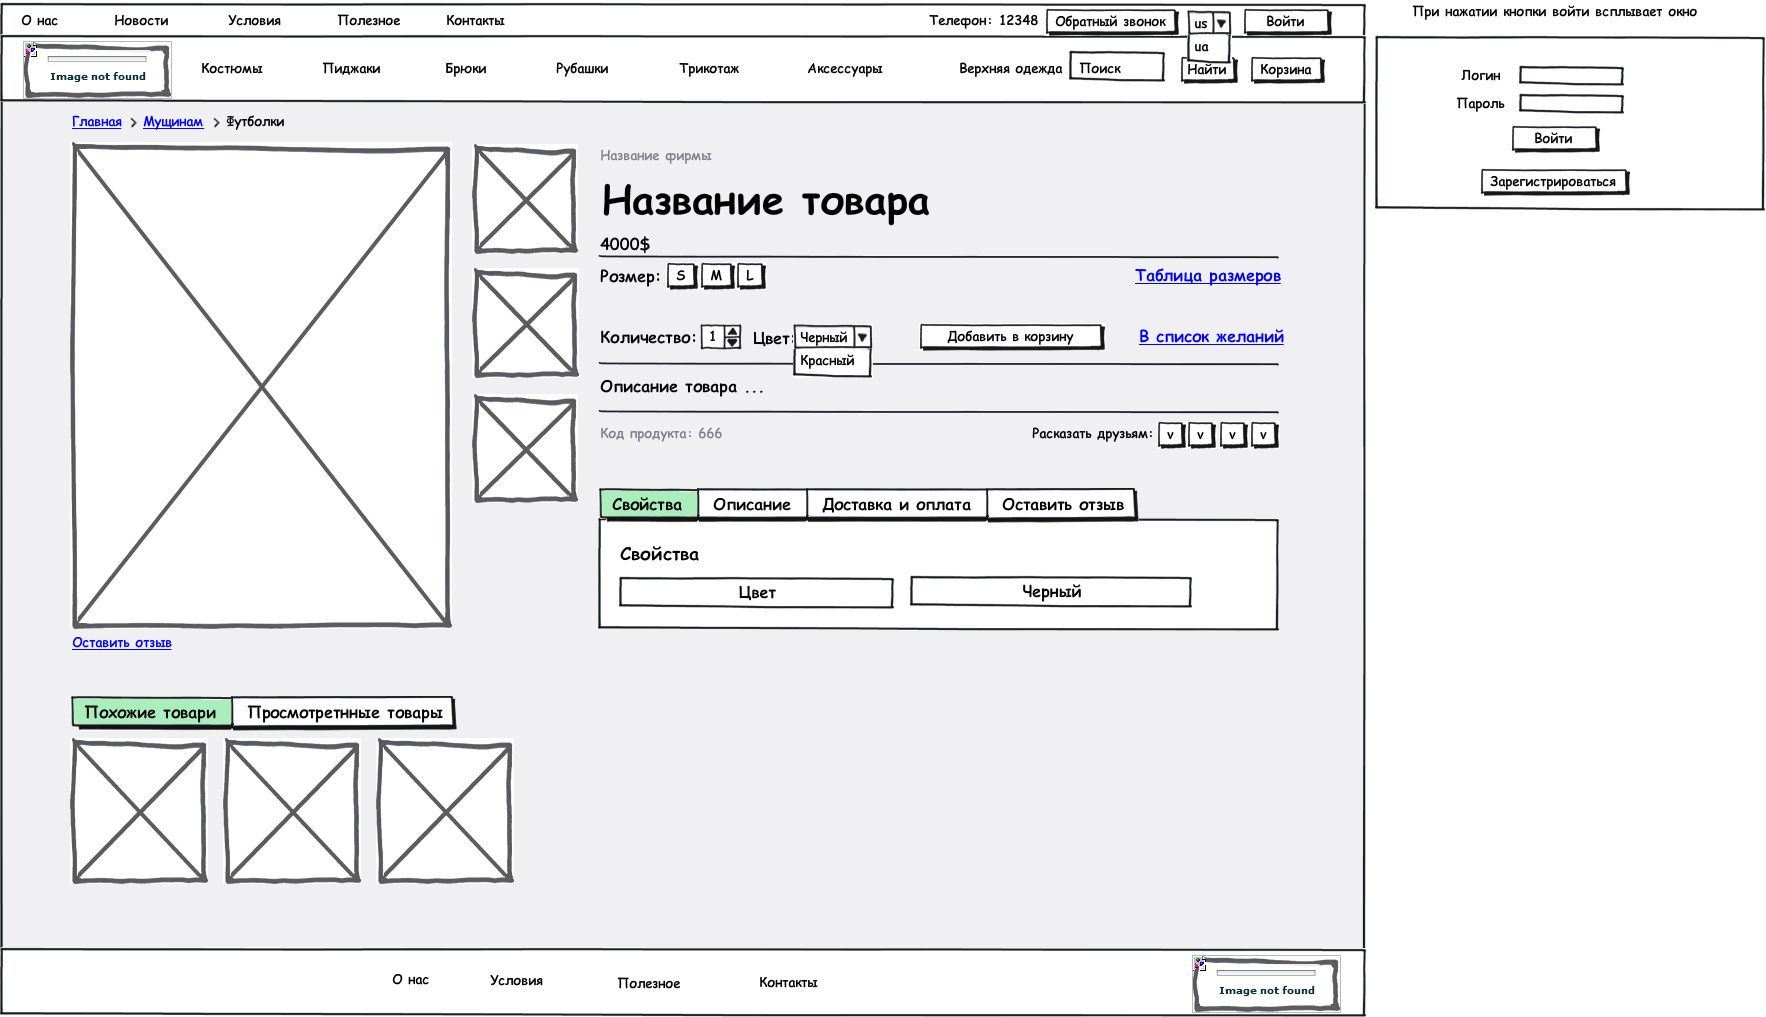 О нас Новости Условия Полезное Контакты Телефон: 12348 Обратный звонок us Войти
ua
Image not found Костюмы Пиджаки Брюки Рубашки Трикотаж Аксессуары Верхняя одежда Поиск Найти Корзина
Главная Мущинам Футболки
Название фирмы
Название товара
4000$
Розмер: S M L Таблица размеров
Количество: 1 Цвет: Черный Добавить в корзину В список желаний
Красный
Описание товара ...
Код продукта: 666 Расказать друзьям: v v v v
Свойства Описание Доставка и оплата Оставить отзыв
Свойства
Цвет Черный
Оставить отзыв
Похожие товари Просмотретнные товары
О нас Условия Полезное Контакты Image not found
При нажатии кнопки войти всплывает окно
Логин
Пароль
Войти
Зарегистрироваться